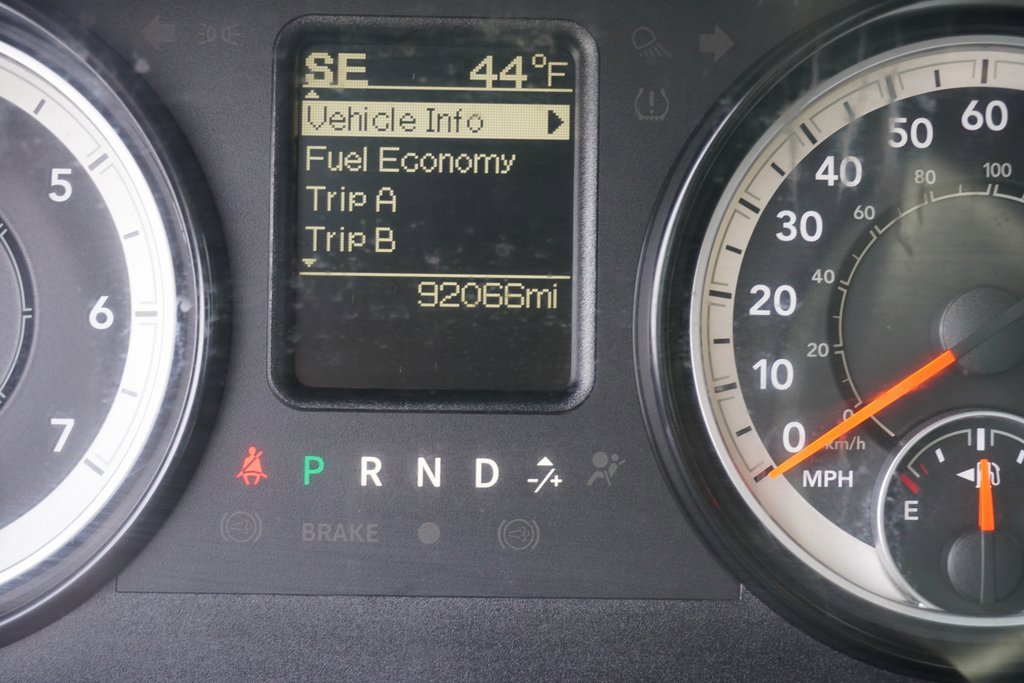 SE 44°F
Vehicle Info
Fuel Economy
Trip A
Trip B
92066mi
5
6
7
P R N D -/+
BRAKE
60
50
40
30
20
10
0
MPH
100
80
60
40
20
0
km/h
E